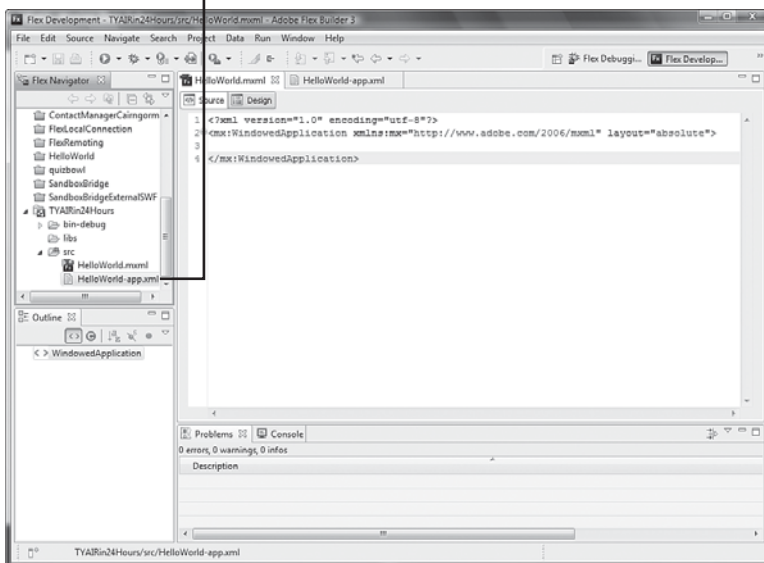 Flex Development - TYAIRin24Hours/src/HelloWorld.mxml - Adobe Flex Builder 3
File Edit Source Navigate Search Project Data Run Window Help
Flex Debuggi... Flex Develop...
Flex Navigator
ContactManagerCairngorm
FlexLocalConnection
FlexRemoting
HelloWorld
quizbowl
SandboxBridge
SandboxBridgeExternalSWF
TYAIRin24Hours
bin-debug
libs
src
HelloWorld.mxml
HelloWorld-app.xml
Outline
WindowedApplication
HelloWorld.mxml HelloWorld-app.xml
Source Design
1 <?xml version="1.0" encoding="utf-8"?>
2 <mx:WindowedApplication xmlns:mx="http://www.adobe.com/2006/mxml" layout="absolute">
3
4 </mx:WindowedApplication>
Problems Console
0 errors, 0 warnings, 0 infos
Description
TYAIRin24Hours/src/HelloWorld-app.xml